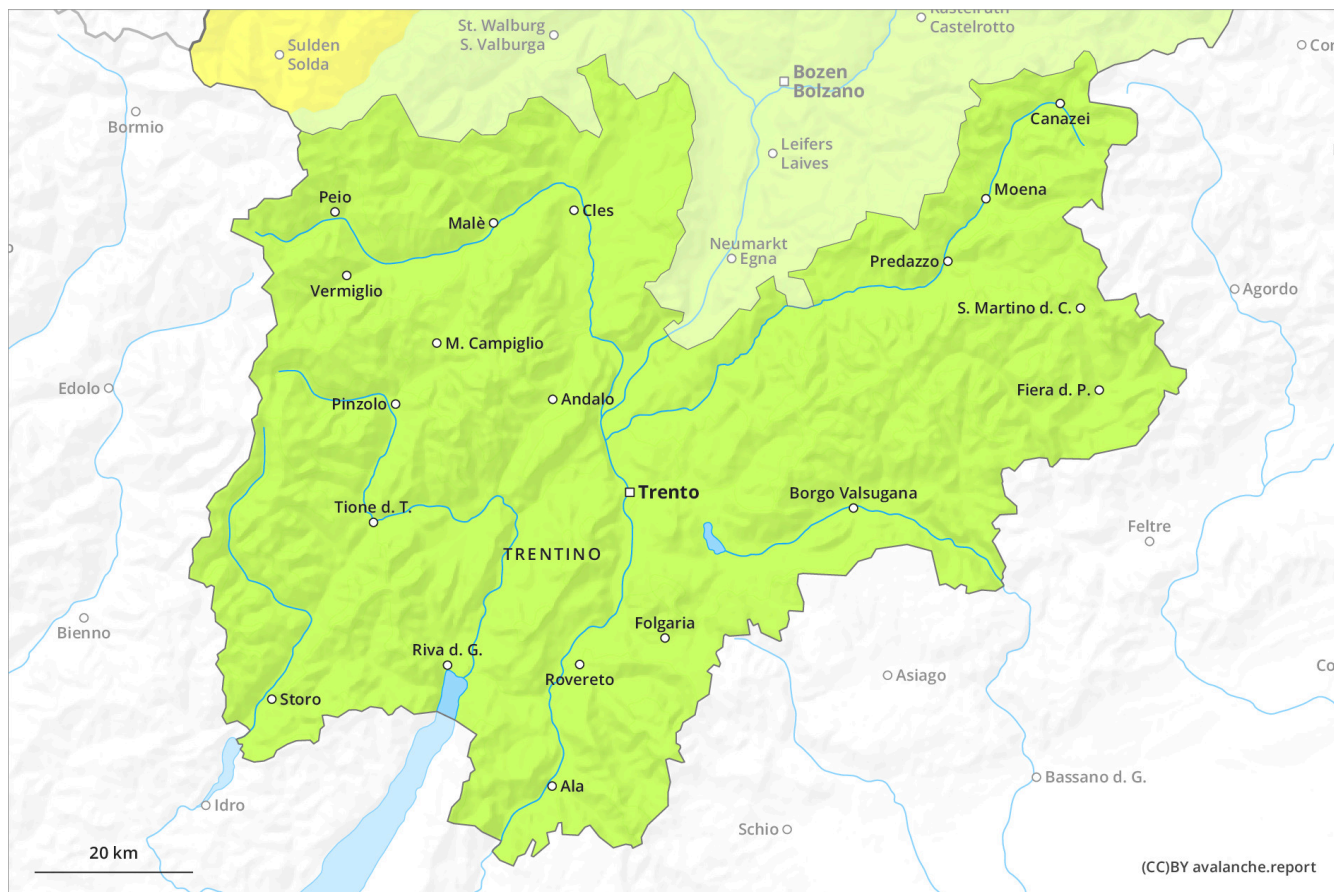 Kastelruth
Castelrotto
St. Walburg
S. Valburga
Sulden
Solda
Cor
Bozen
Bolzano
Bormio
Canazei
Leifers
Laives
Moena
Peio
Malè
Cles
Neumarkt
Egna
Predazzo
Vermiglio
Agordo
S. Martino d. C.
M. Campiglio
Edolo
Fiera d. P.
Andalo
Pinzolo
Trento
Borgo Valsugana
Tione d. T.
Feltre
TRENTINO
Bienno
Folgaria
Riva d. G.
Co
Asiago
Rovereto
Storo
Bassano d. G.
Ala
Idro
Schio
20 km
(CC)BY avalanche.report